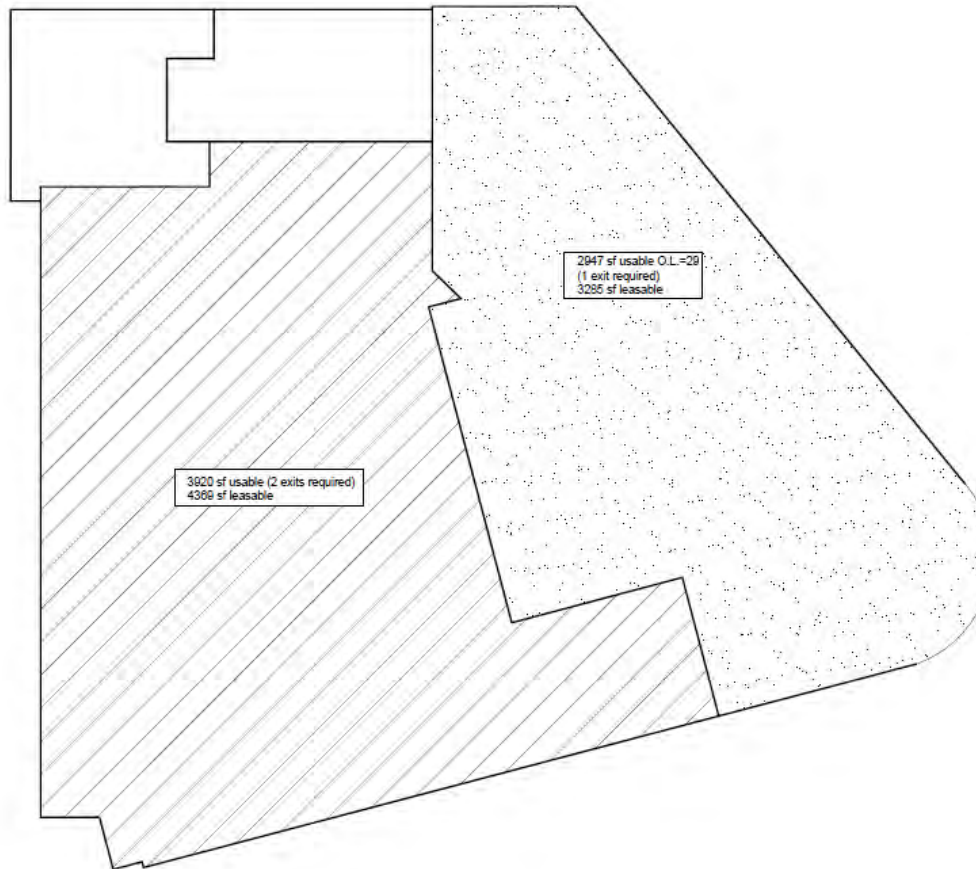 2947 sf usable O.L.=29
(1 exit required)
3285 sf leasable
3920 sf usable (2 exits required)
4369 sf leasable